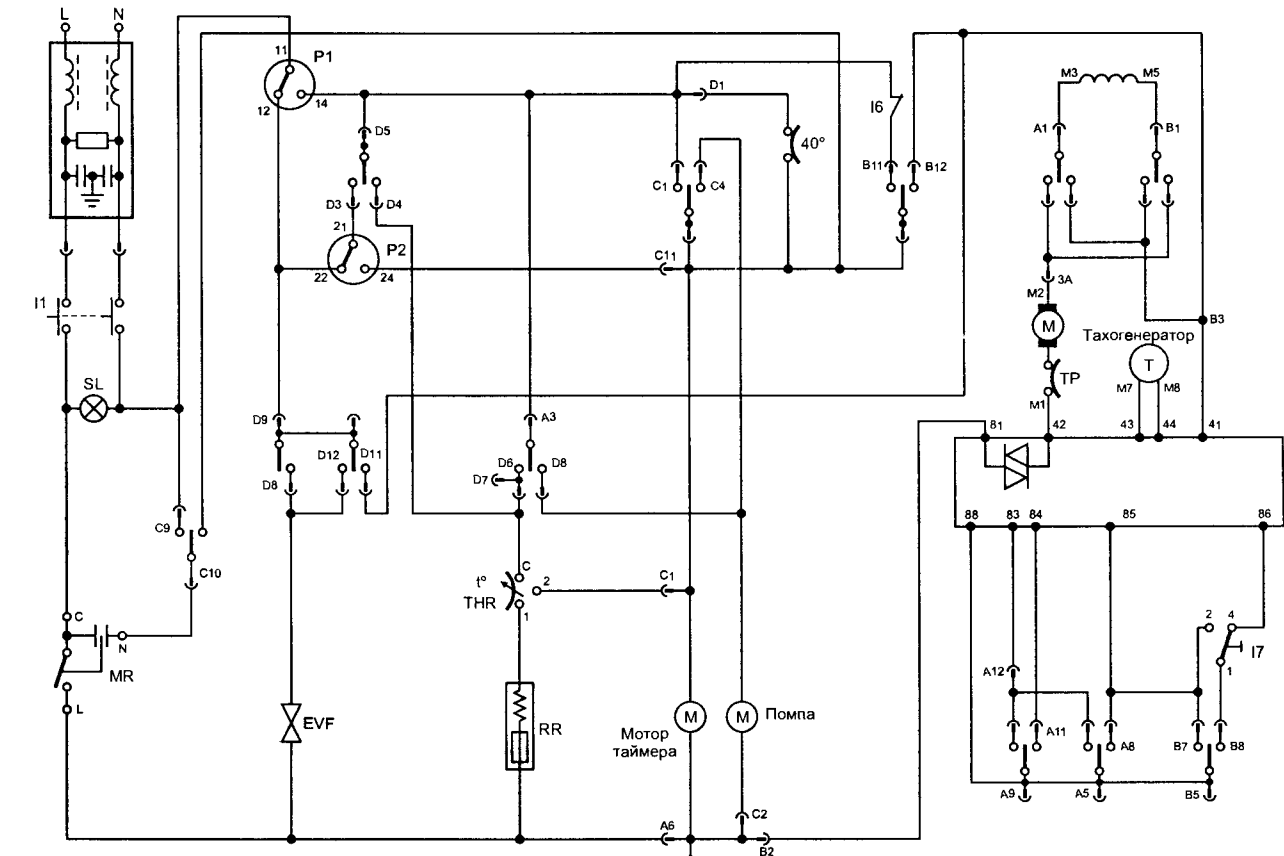 L N
11
P1
12 14
D1
I6
M3 M5
A1 B1
D5
40°
B11 B12
C1 C4
D3 D4
21
P2
22 24
C11
3A
M2
M
I1
B3
Тахогенератор
T
TP
M7 M8
M1
SL
D9
A3
81 42 43 44 41
D12 D11
D6 D8
D7
D8
C9
88 83 84 85 86
C10
t°
THR
C
2
1
C1
C
N
MR
L
2 4
I7
1
A12
EVF
RR
Мотор
таймера
M
M
Помпа
A11 A8 B7 B8
A9 A5 B5
A6
C2
B2